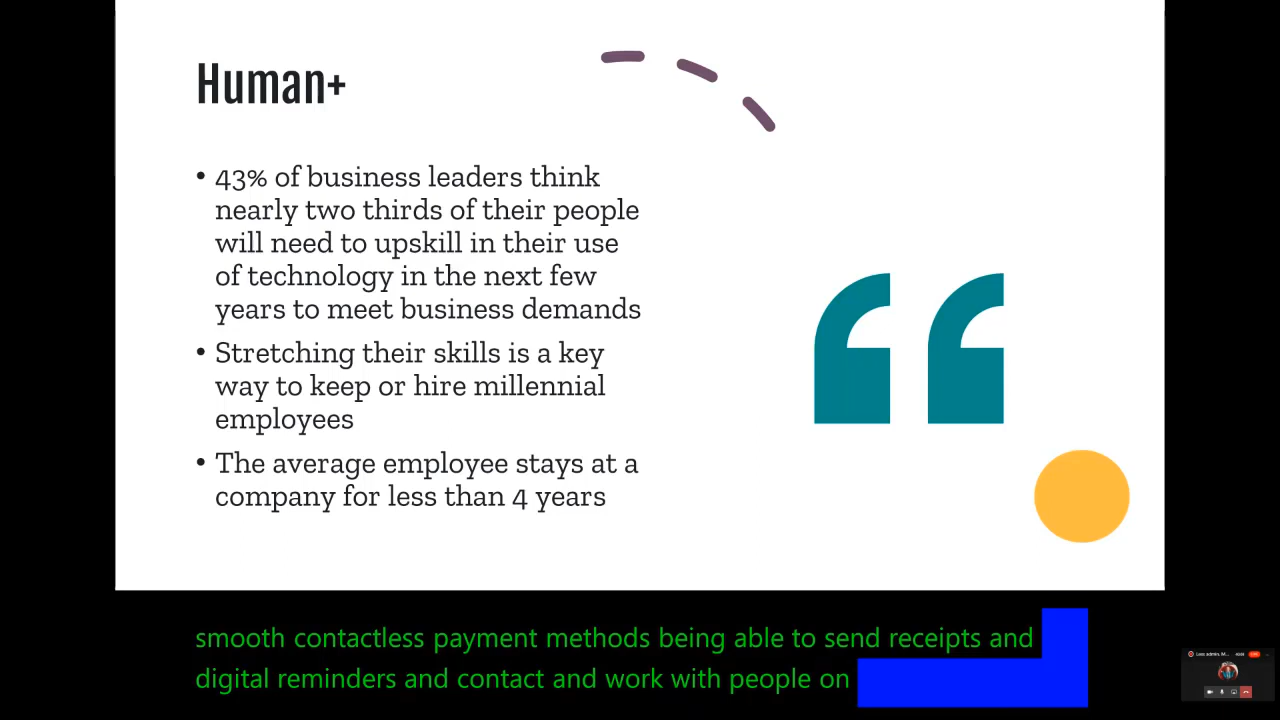 Human+
• 43% of business leaders think
nearly two thirds of their people
will need to upskill in their use
of technology in the next few
years to meet business demands
• Stretching their skills is a key
way to keep or hire millennial
employees
• The average employee stays at a
company for less than 4 years
smooth contactless payment methods being able to send receipts and
digital reminders and contact and work with people on